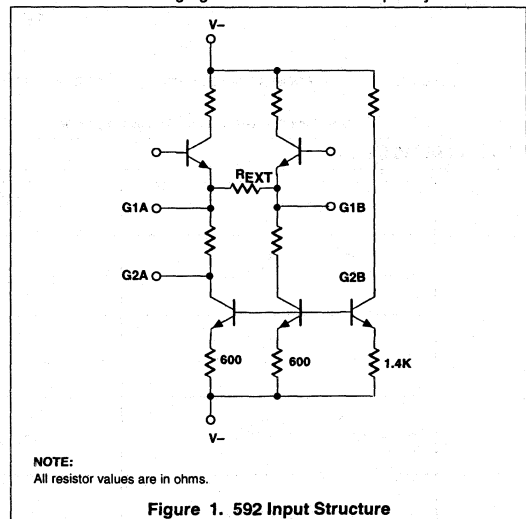 V–
REXT
G1A G1B
G2A G2B
600 600 1.4K
V–
NOTE:
All resistor values are in ohms.
Figure 1. 592 Input Structure